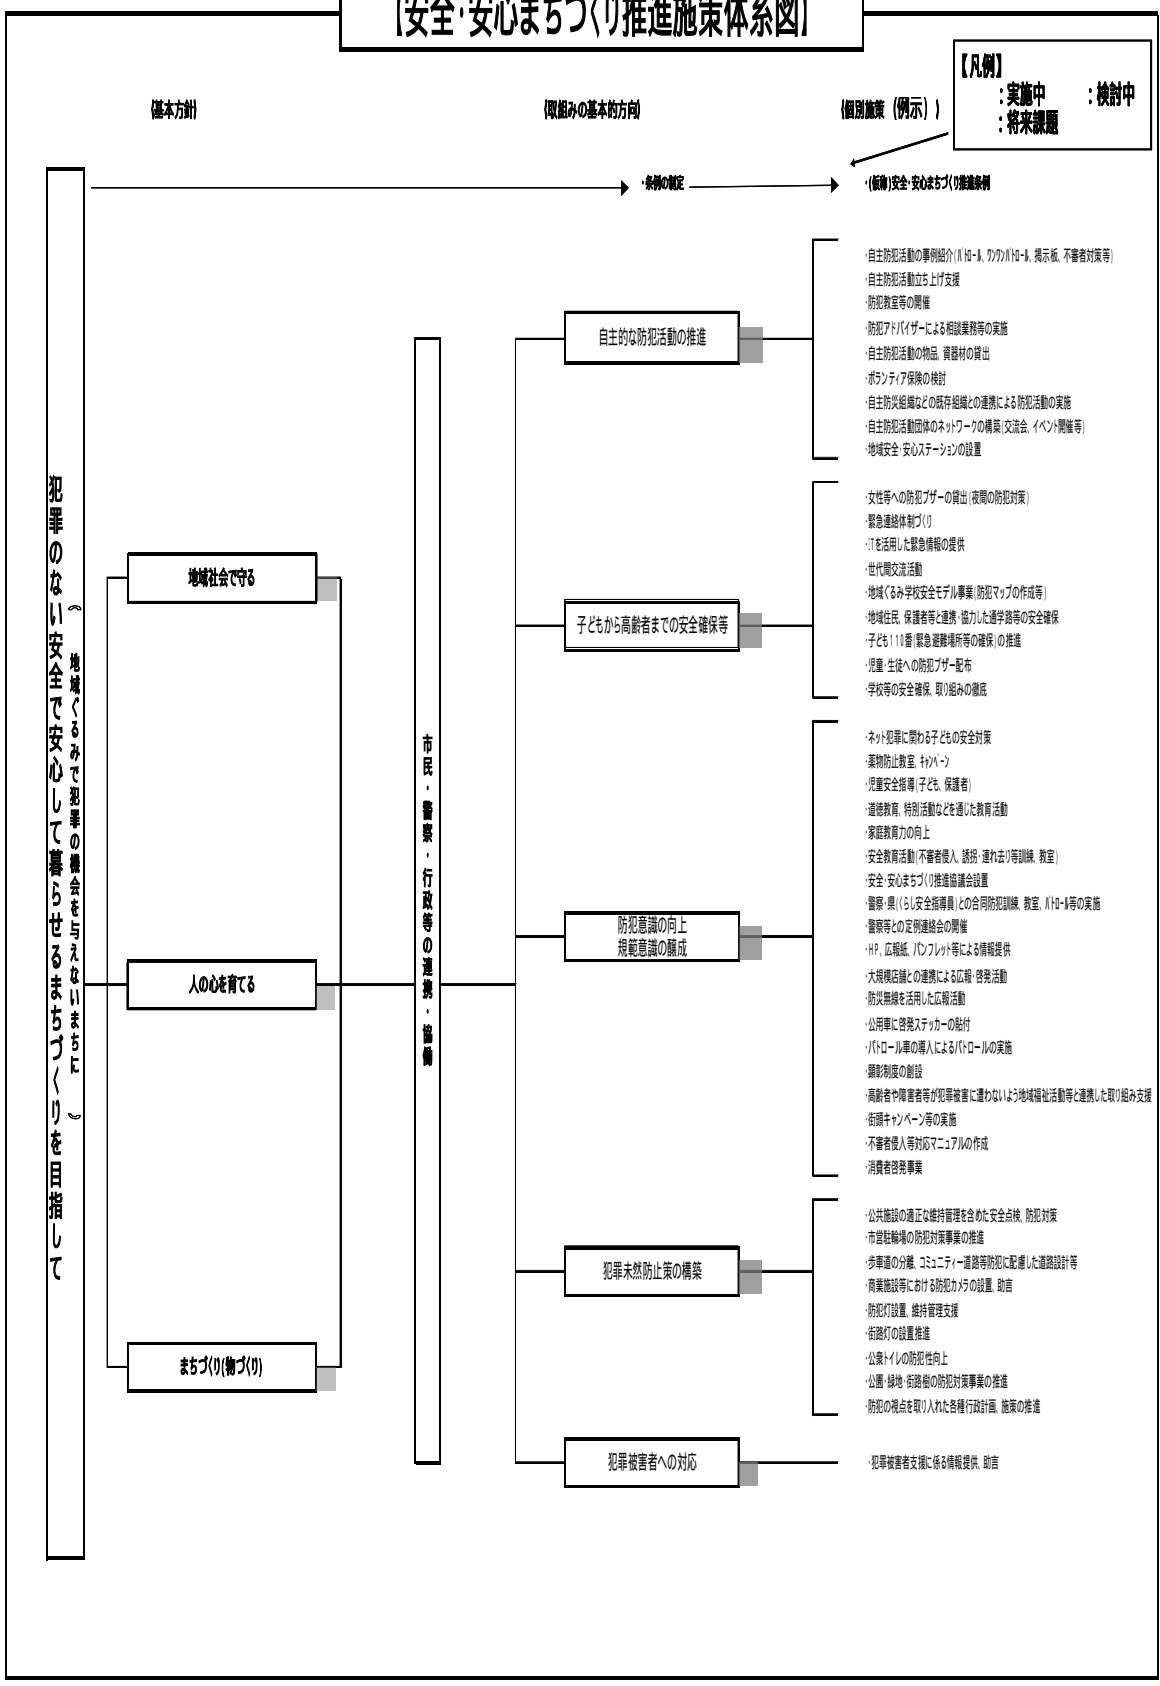 【安全・安心まちづくり推進施策体系図】
【凡例】
：実施中　　：検討中
：将来課題
〈基本方針〉
〈取組みの基本的方向〉
〈個別施策（例示）〉
・条例の制定
・(仮称)安全・安心まちづくり推進条例
犯罪のない安全で安心して暮らせるまちづくりを目指して
（地域ぐるみで犯罪の機会を与えないまちに）
地域社会で守る
人の心を育てる
まちづくり(物づくり)
市民・警察・行政等の連携・協働
自主的な防犯活動の推進
・自主防犯活動の事例紹介(ﾊﾟﾄﾛｰﾙ、ﾜﾝﾜﾝﾊﾟﾄﾛｰﾙ、掲示板、不審者対策等)
・自主防犯活動立ち上げ支援
・防犯教室等の開催
・防犯アドバイザーによる相談業務等の実施
・自主防犯活動の物品、資器材の貸出
・ボランティア保険の検討
・自主防災組織などの既存組織との連携による防犯活動の実施
・自主防犯活動団体のネットワークの構築(交流会、イベント開催等)
・地域安全・安心ステーションの設置
子どもから高齢者までの安全確保等
・女性等への防犯ブザーの貸出(夜間の防犯対策)
・緊急連絡体制づくり
・ITを活用した緊急情報の提供
・世代間交流活動
・地域ぐるみ学校安全モデル事業(防犯マップの作成等)
・地域住民、保護者等と連携・協力した通学路等の安全確保
・子ども110番(緊急避難場所等の確保)の推進
・児童・生徒への防犯ブザー配布
・学校等の安全確保、取り組みの徹底
防犯意識の向上
規範意識の醸成
・ネット犯罪に関わる子どもの安全対策
・薬物防止教室、ｷｬﾝﾍﾟｰﾝ
・児童安全指導(子ども、保護者)
・道徳教育、特別活動などを通じた教育活動
・家庭教育力の向上
・安全教育活動(不審者侵入、誘拐・連れ去り等訓練、教室)
・安全・安心まちづくり推進協議会設置
・警察・県(くらし安全指導員)との合同防犯訓練、教室、ﾊﾟﾄﾛｰﾙ等の実施
・警察等との定例連絡会の開催
・HP、広報紙、パンフレット等による情報提供
・大規模店舗との連携による広報・啓発活動
・防災無線を活用した広報活動
・公用車に啓発ステッカーの貼付
・パトロール車の導入によるパトロールの実施
・顕彰制度の創設
・高齢者や障害者等が犯罪被害に遭わないよう地域福祉活動等と連携した取り組み支援
・街頭キャンペーン等の実施
・不審者侵入等対応マニュアルの作成
・消費者啓発事業
犯罪未然防止策の構築
・公共施設の適正な維持管理を含めた安全点検、防犯対策
・市営駐輪場の防犯対策事業の推進
・歩車道の分離、コミュニティー道路等防犯に配慮した道路設計等
・商業施設等における防犯カメラの設置、助言
・防犯灯設置、維持管理支援
・街路灯の設置推進
・公衆トイレの防犯性向上
・公園・緑地・街路樹の防犯対策事業の推進
・防犯の視点を取り入れた各種行政計画、施策の推進
犯罪被害者への対応
・犯罪被害者支援に係る情報提供、助言